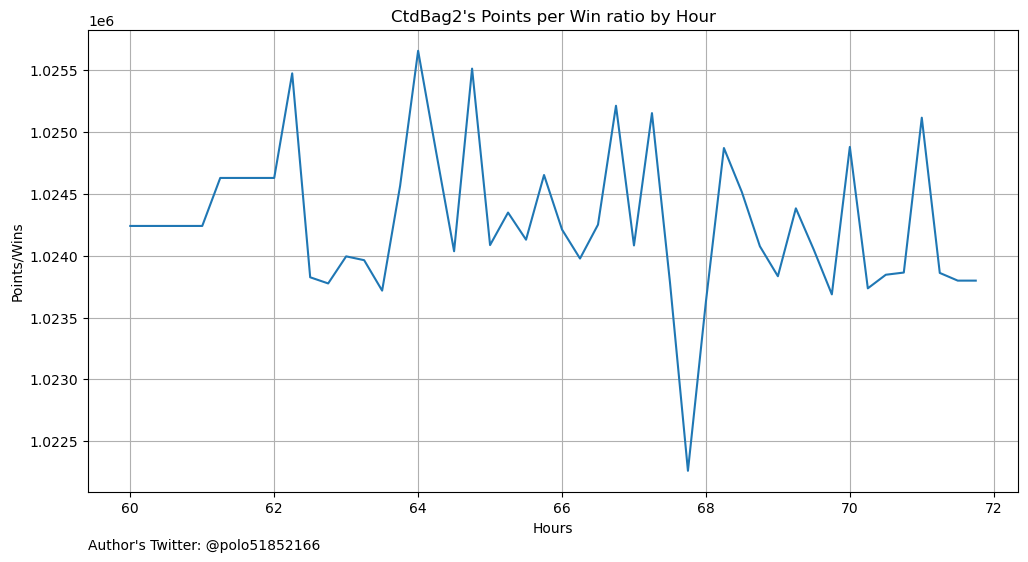 CtdBag2's Points per Win ratio by Hour
1e6
1.0255
1.0250
1.0245
1.0240
1.0235
1.0230
1.0225
Points/Wins
60 62 64 66 68 70 72
Hours
Author's Twitter: @polo51852166